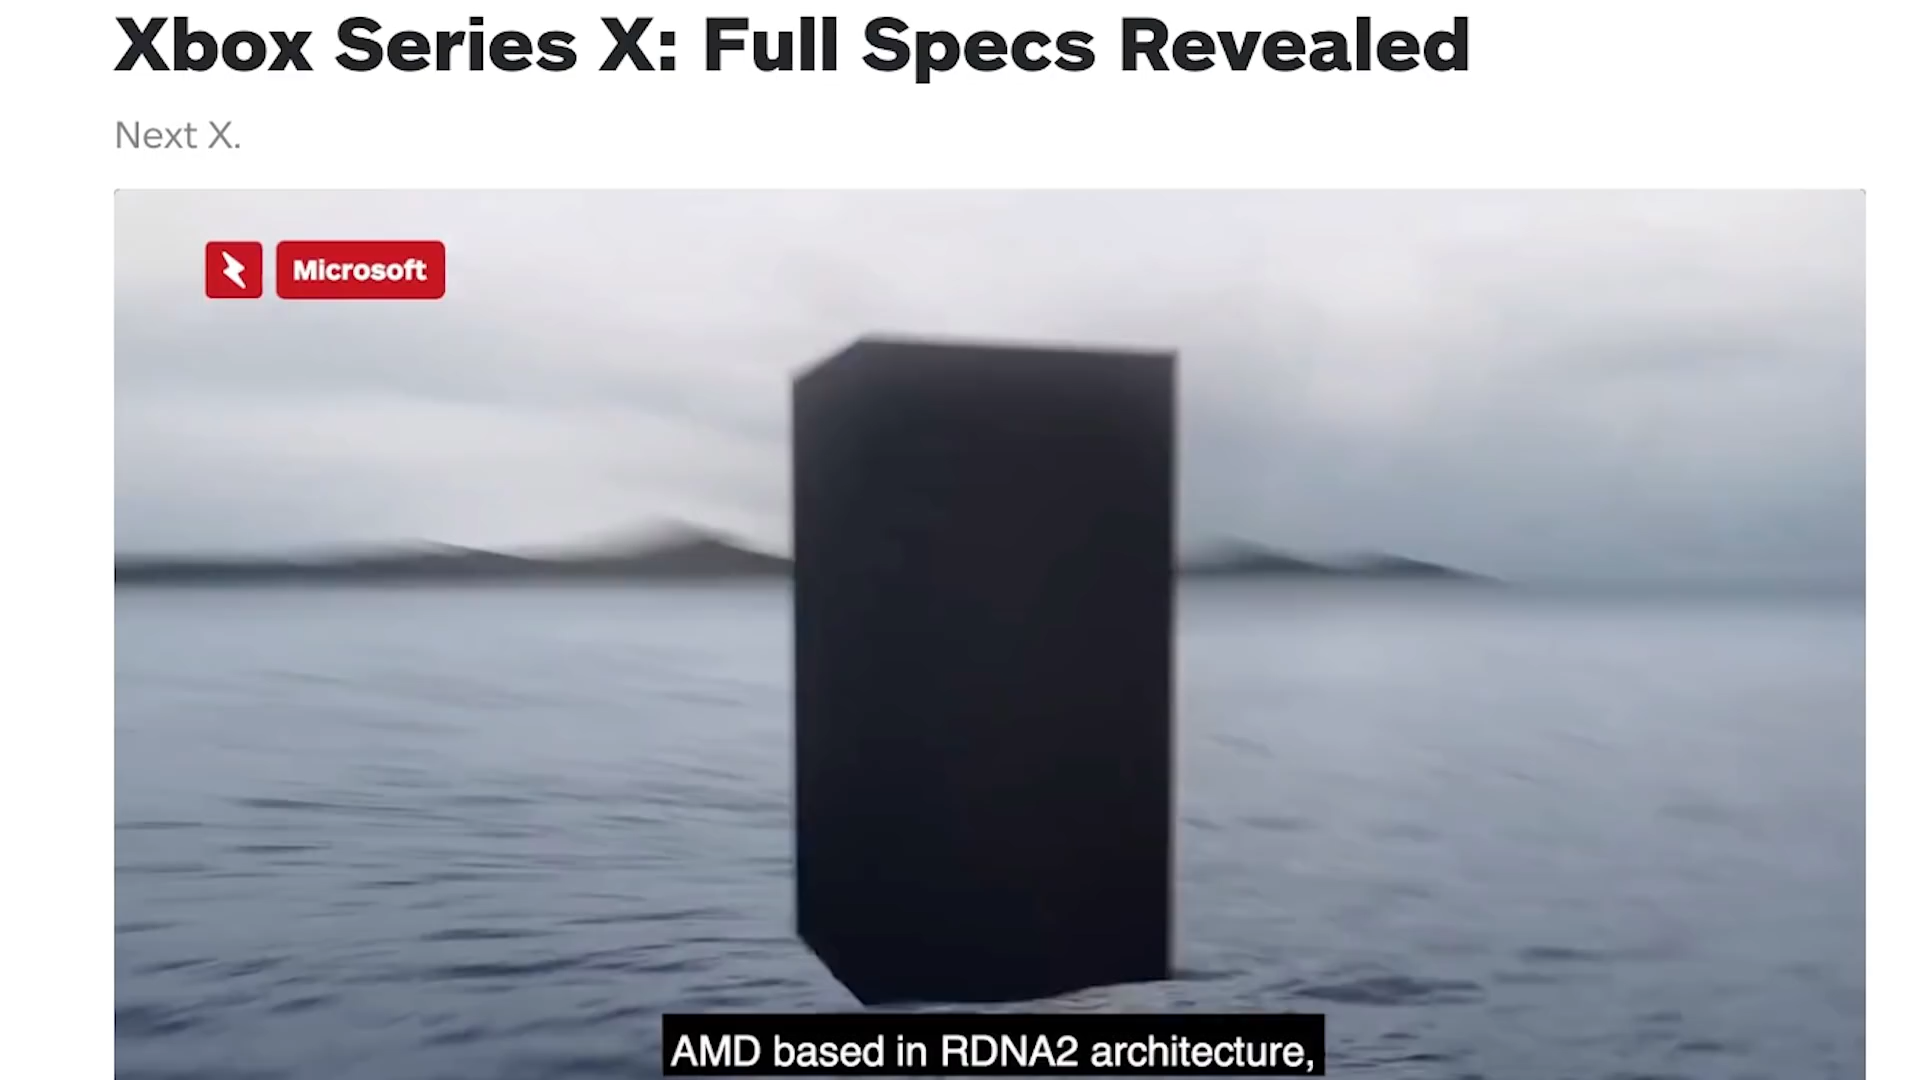 Xbox Series X: Full Specs Revealed
Next X.
Microsoft
AMD based in RDNA2 architecture,